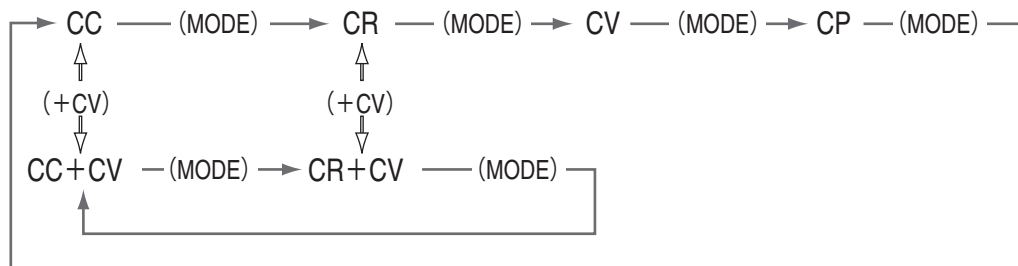 CC (MODE) CR (MODE) CV (MODE) CP (MODE)
(+CV) (+CV)
CC+CV (MODE) CR+CV (MODE)